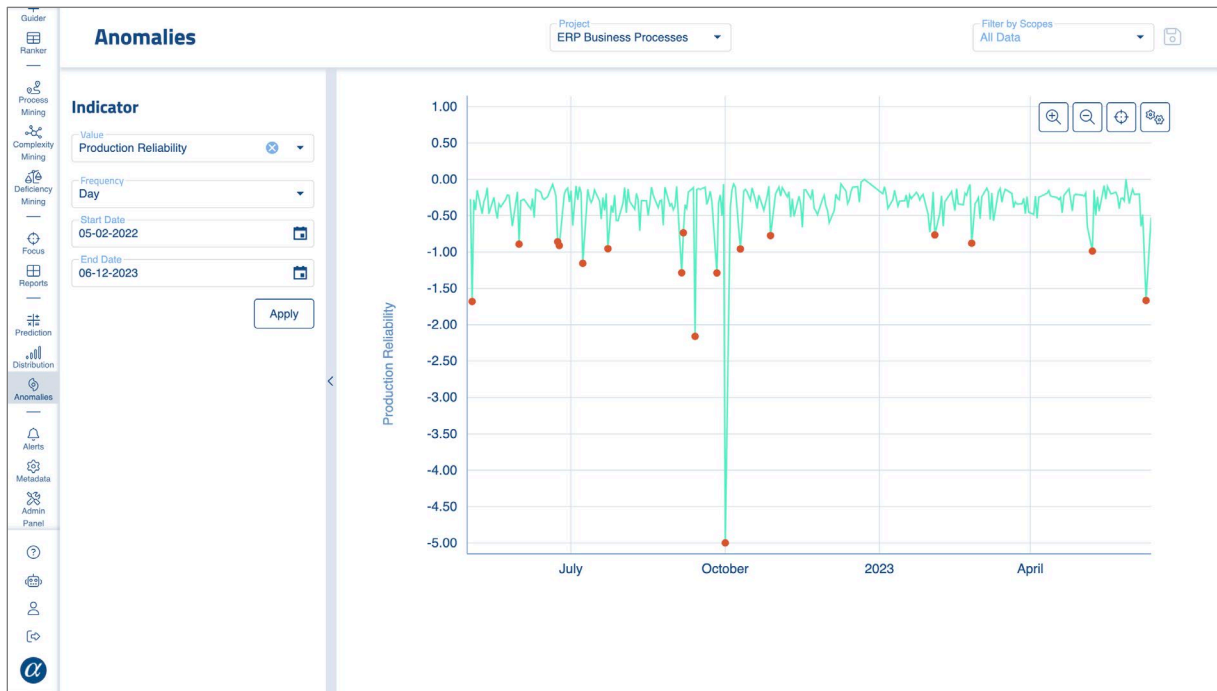 Guider
Ranker
Process
Mining
Complexity
Mining
Deficiency
Mining
Focus
Reports
Prediction
Distribution
Anomalies
Alerts
Metadata
Admin
Panel
α
Anomalies
Project
ERP Business Processes
Filter by Scopes
All Data
Indicator
Value
Production Reliability
Frequency
Day
Start Date
05-02-2022
End Date
06-12-2023
Apply
Production Reliability
1.00
0.50
0.00
-0.50
-1.00
-1.50
-2.00
-2.50
-3.00
-3.50
-4.00
-4.50
-5.00
July
October
2023
April